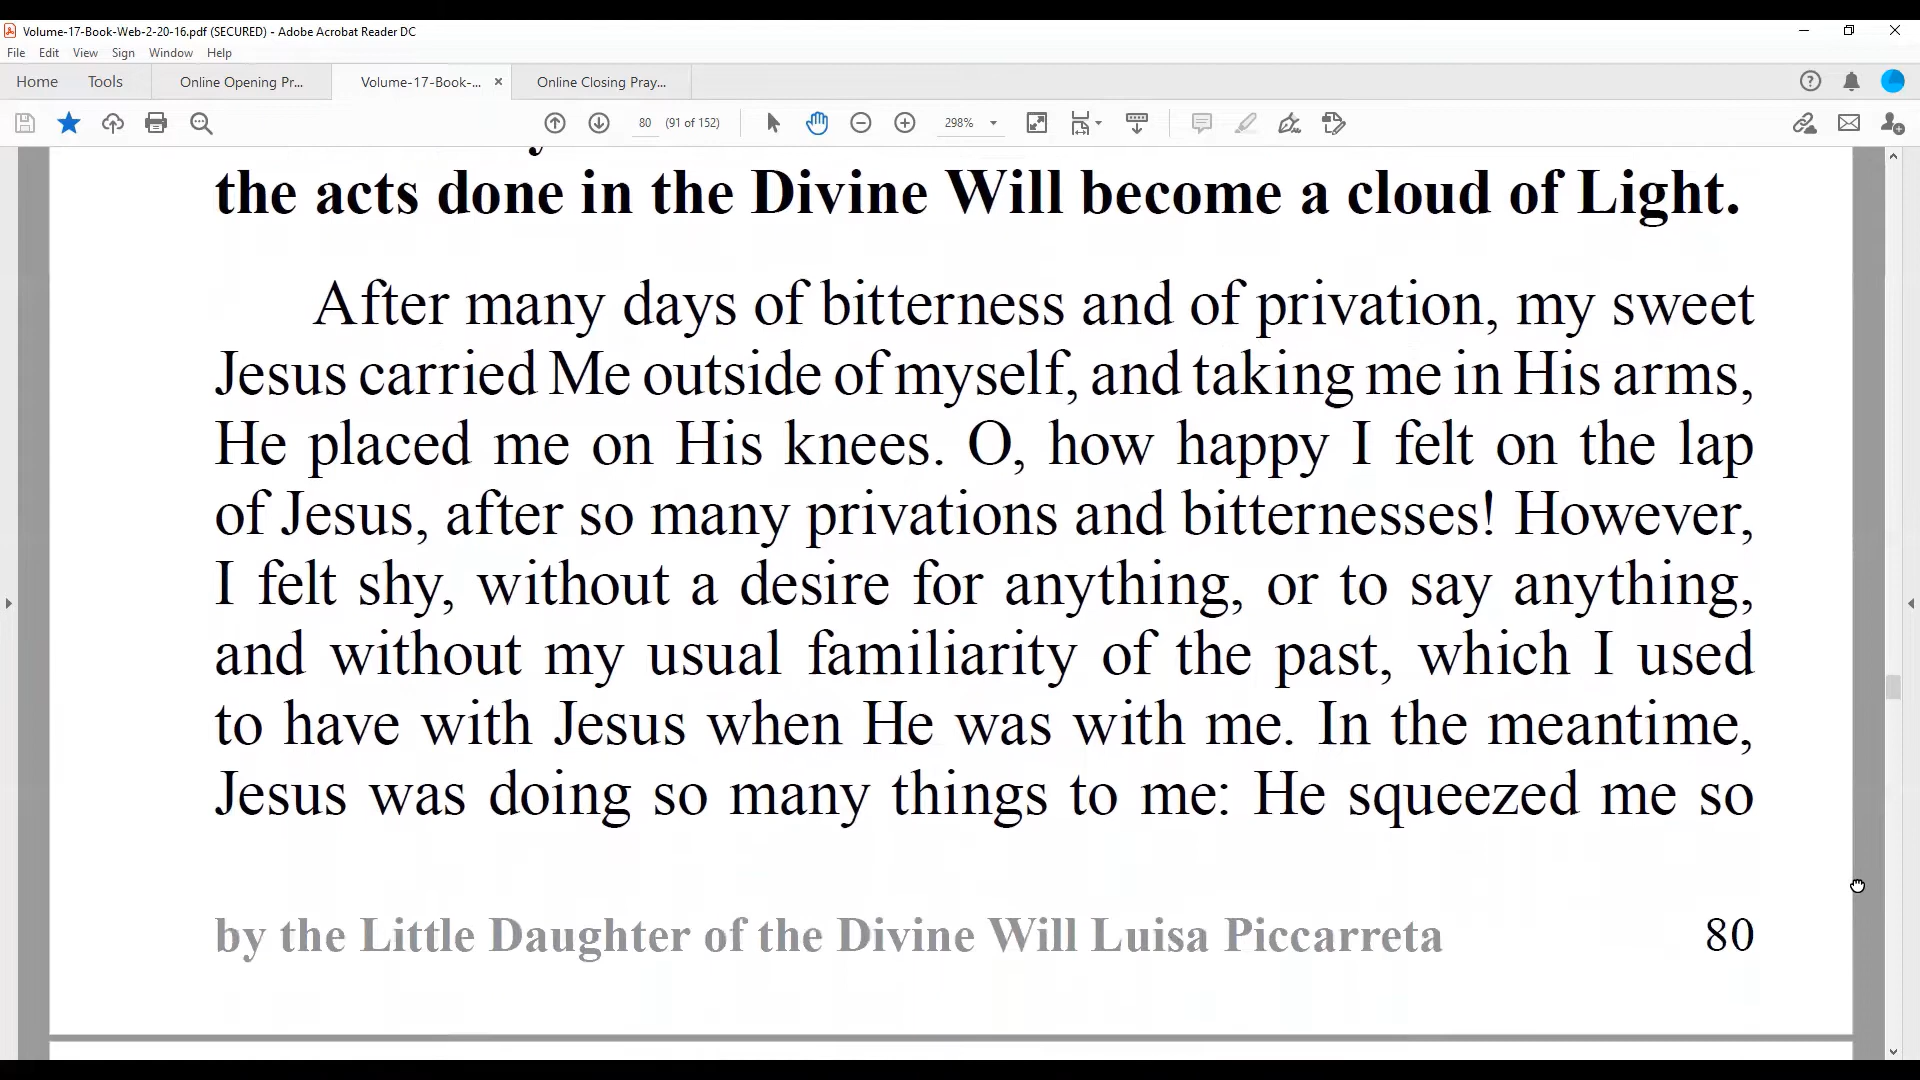 Volume-17-Book-Web-2-20-16.pdf (SECURED) - Adobe Acrobat Reader DC
File Edit View Sign Window Help
Home Tools Online Opening Pr... Volume-17-Book-... × Online Closing Pray...
80 (91 of 152) 298%
the acts done in the Divine Will become a cloud of Light.
After many days of bitterness and of privation, my sweet
Jesus carried Me outside of myself, and taking me in His arms,
He placed me on His knees. O, how happy I felt on the lap
of Jesus, after so many privations and bitternesses! However,
I felt shy, without a desire for anything, or to say anything,
and without my usual familiarity of the past, which I used
to have with Jesus when He was with me. In the meantime,
Jesus was doing so many things to me: He squeezed me so
by the Little Daughter of the Divine Will Luisa Piccarreta 80